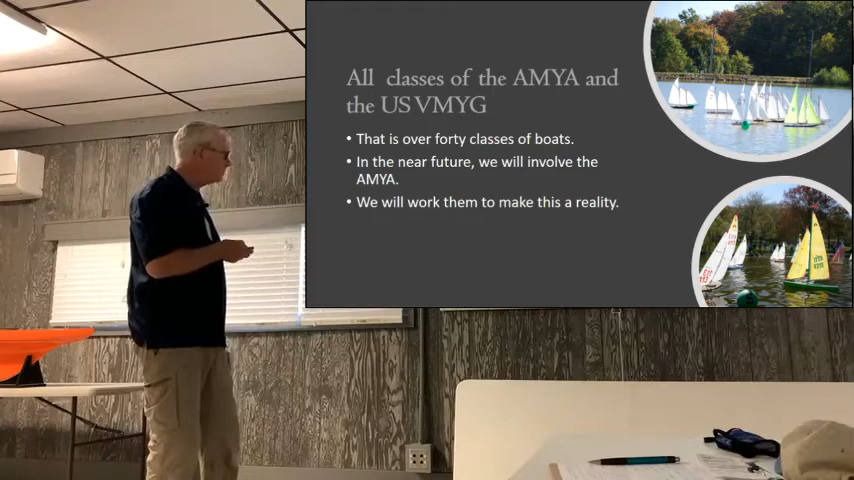 All classes of the AMYA and
the US VMYG
• That is over forty classes of boats.
• In the near future, we will involve the
AMYA.
• We will work them to make this a reality.